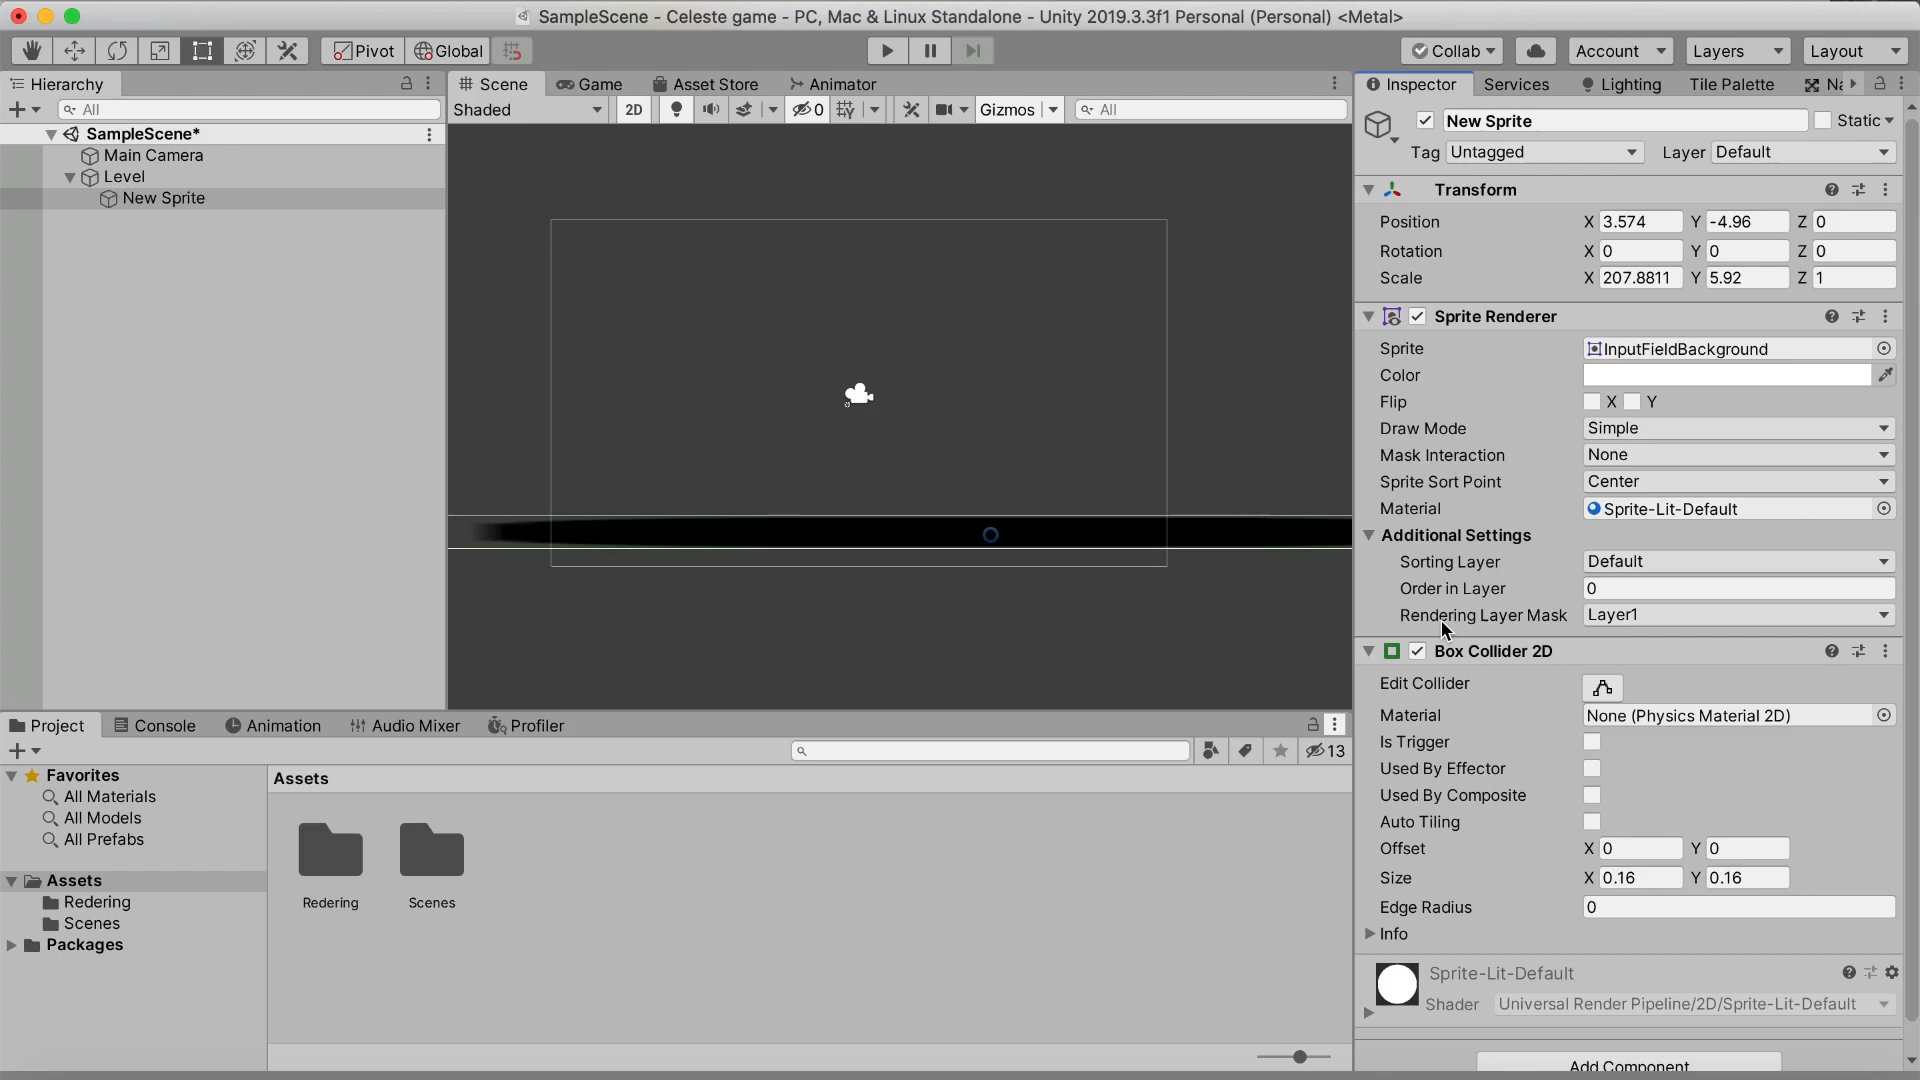 SampleScene - Celeste game - PC, Mac & Linux Standalone - Unity 2019.3.3f1 Personal (Personal) <Metal>
Pivot Global Collab Account Layers Layout
Hierarchy
All
SampleScene*
Main Camera
Level
New Sprite
Scene Game Asset Store Animator
Shaded 2D 0 Gizmos All
Inspector Services Lighting Tile Palette Na
New Sprite Static
Tag Untagged Layer Default
Transform
Position X 3.574 Y -4.96 Z 0
Rotation X 0 Y 0 Z 0
Scale X 207.8811 Y 5.92 Z 1
Sprite Renderer
Sprite InputFieldBackground
Color
Flip X Y
Draw Mode Simple
Mask Interaction None
Sprite Sort Point Center
Material Sprite-Lit-Default
Additional Settings
Sorting Layer Default
Order in Layer 0
Rendering Layer Mask Layer1
Box Collider 2D
Edit Collider
Material None (Physics Material 2D)
Is Trigger
Used By Effector
Used By Composite
Auto Tiling
Offset X 0 Y 0
Size X 0.16 Y 0.16
Edge Radius 0
Info
Sprite-Lit-Default
Shader Universal Render Pipeline/2D/Sprite-Lit-Default
Add Component
Project Console Animation Audio Mixer Profiler
13
Favorites
All Materials
All Models
All Prefabs
Assets
Redering
Scenes
Packages
Assets
Redering Scenes